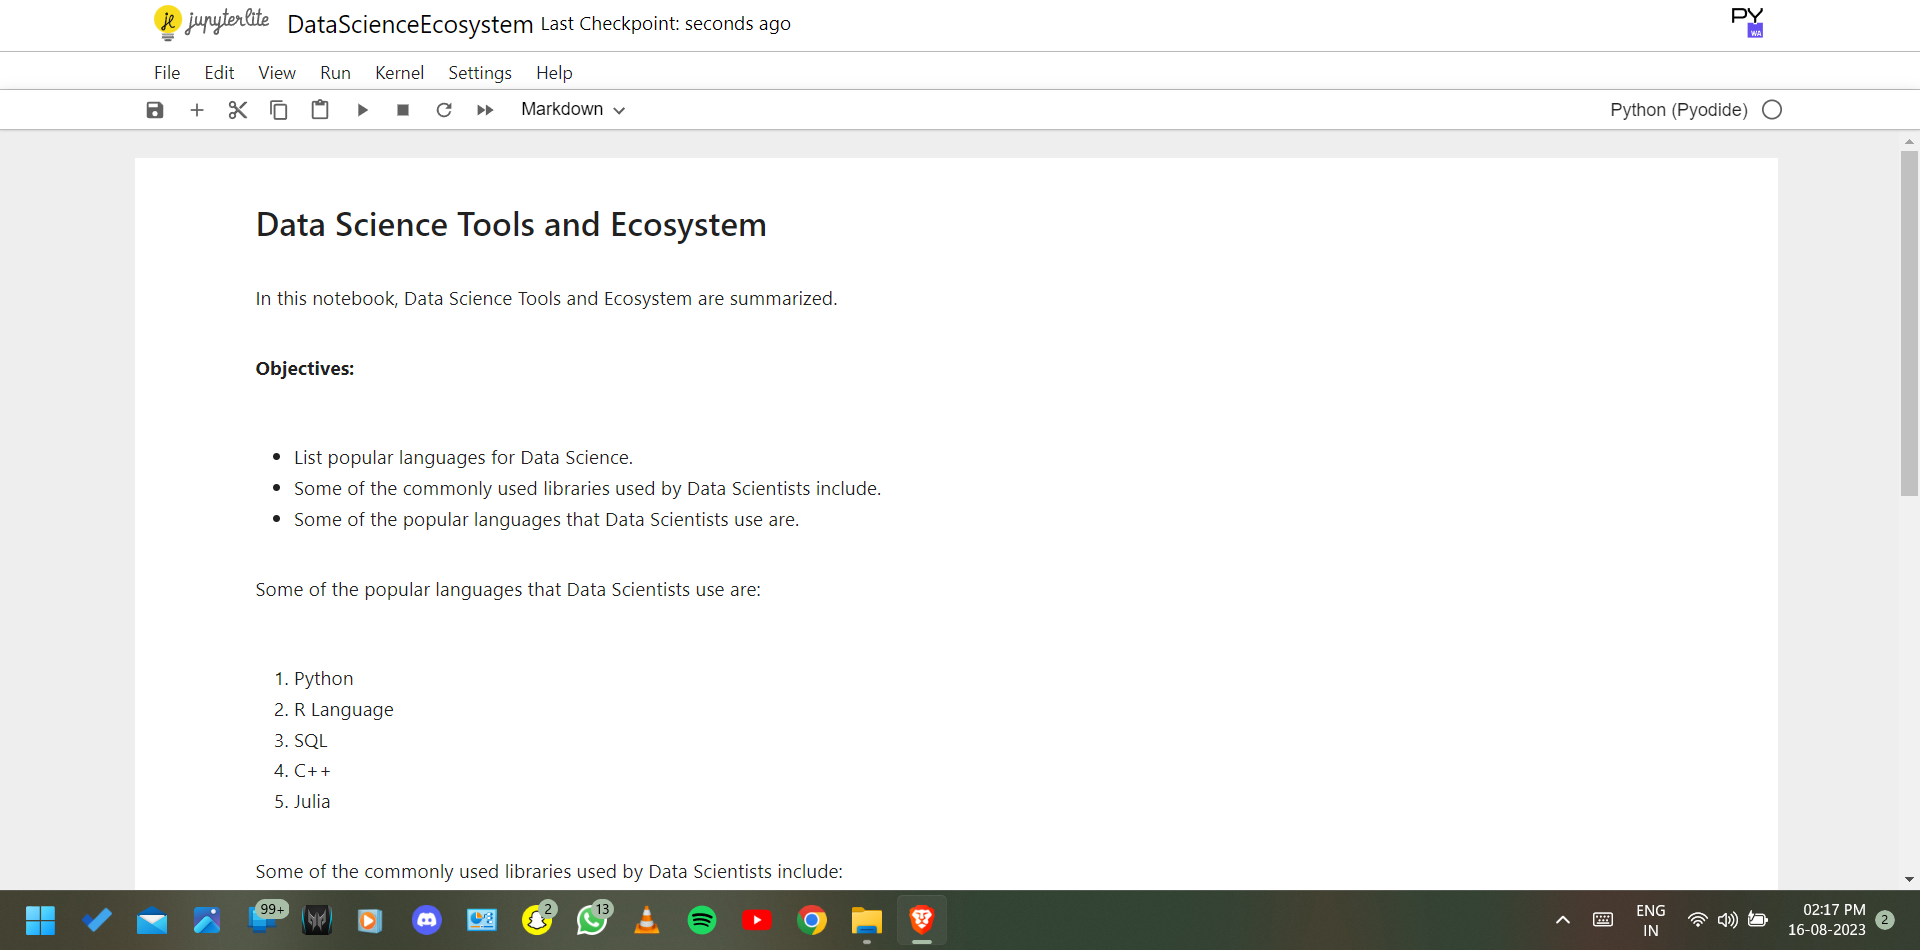 jupyterlite DataScienceEcosystem Last Checkpoint: seconds ago
PY
WA
File Edit View Run Kernel Settings Help
Markdown
Python (Pyodide)
Data Science Tools and Ecosystem
In this notebook, Data Science Tools and Ecosystem are summarized.
Objectives:
• List popular languages for Data Science.
• Some of the commonly used libraries used by Data Scientists include.
• Some of the popular languages that Data Scientists use are.
Some of the popular languages that Data Scientists use are:
1. Python
2. R Language
3. SQL
4. C++
5. Julia
Some of the commonly used libraries used by Data Scientists include:
99+
2
13
ENG
IN
02:17 PM
16-08-2023
2